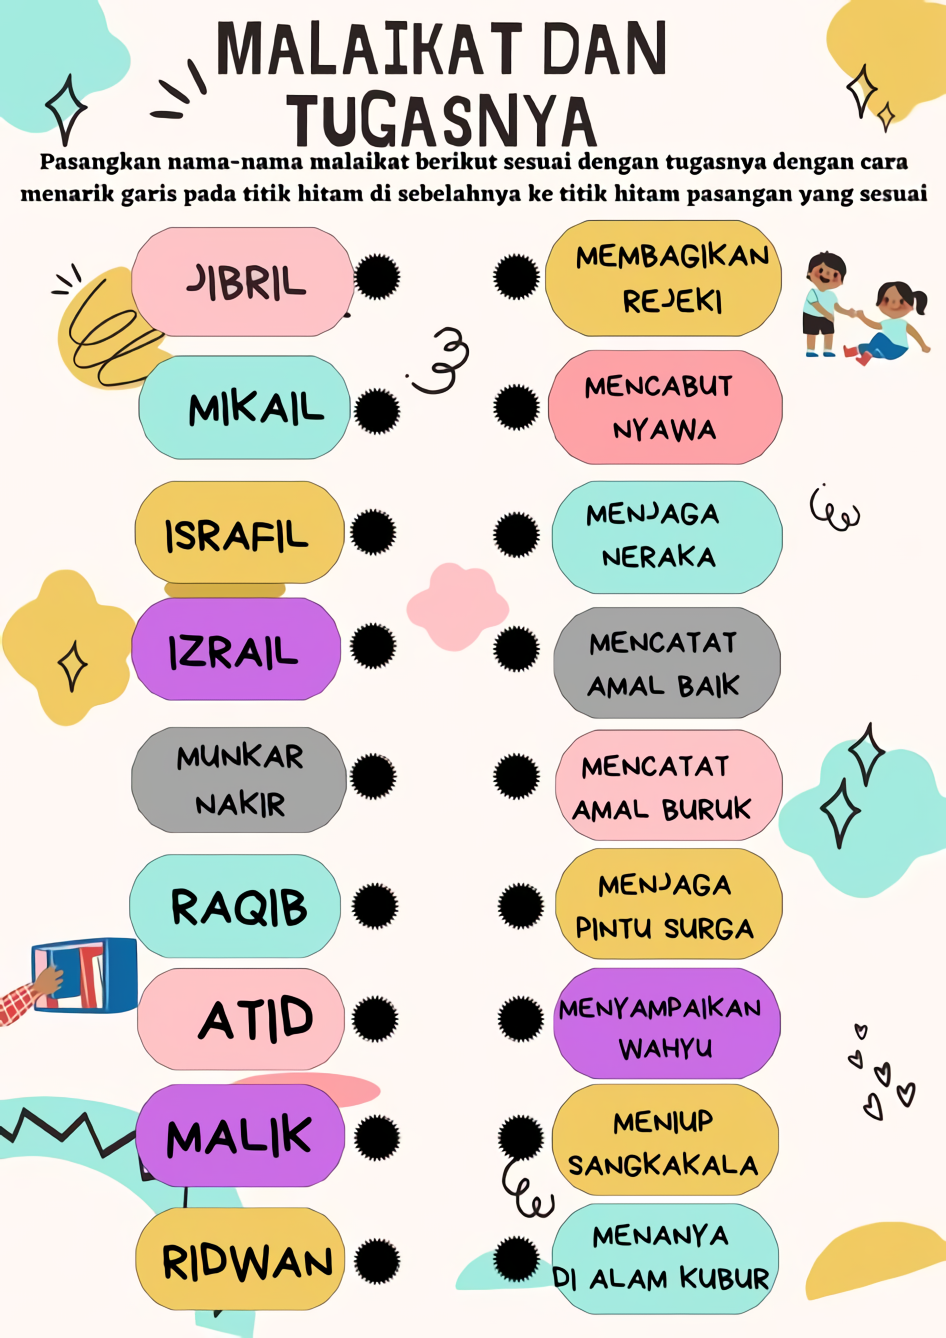 MALAIKAT DAN
TUGASNYA
Pasangkan nama-nama malaikat berikut sesuai dengan tugasnya dengan cara
menarik garis pada titik hitam di sebelahnya ke titik hitam pasangan yang sesuai
JIBRIL
MEMBAGIKAN
REJEKI
MIKAIL
MENCABUT
NYAWA
ISRAFIL
MENJAGA
NERAKA
IZRAIL
MENCATAT
AMAL BAIK
MUNKAR
NAKIR
MENCATAT
AMAL BURUK
RAQIB
MENJAGA
PINTU SURGA
ATID
MENYAMPAIKAN
WAHYU
MALIK
MENIUP
SANGKAKALA
RIDWAN
MENANYA
DI ALAM KUBUR